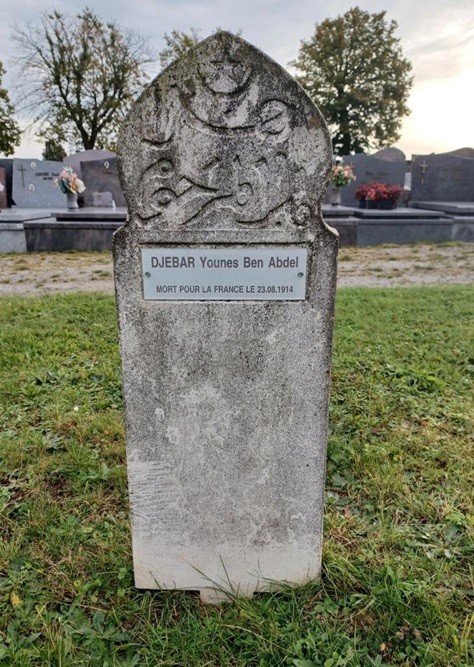 DJEBAR Younes Ben Abdel
MORT POUR LA FRANCE LE 23.08.1914